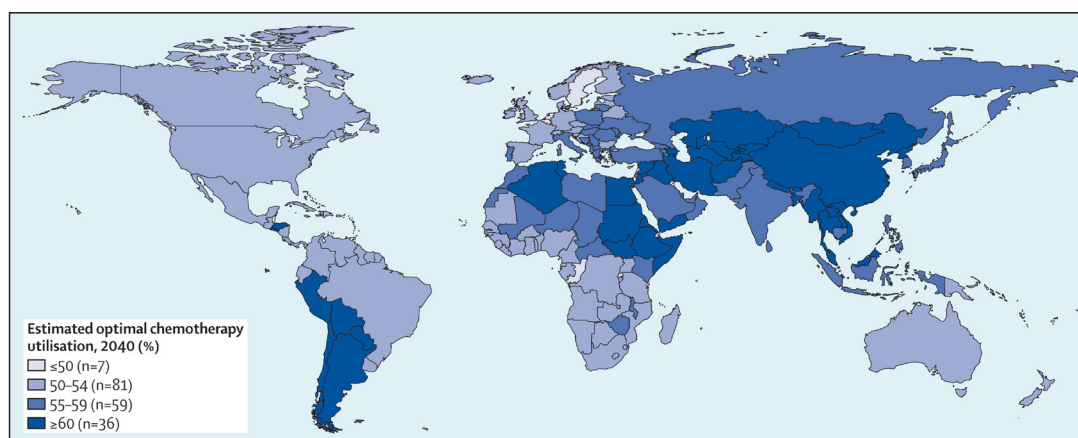 Estimated optimal chemotherapy
utilisation, 2040 (%)
≤50 (n=7)
50–54 (n=81)
55–59 (n=59)
≥60 (n=36)